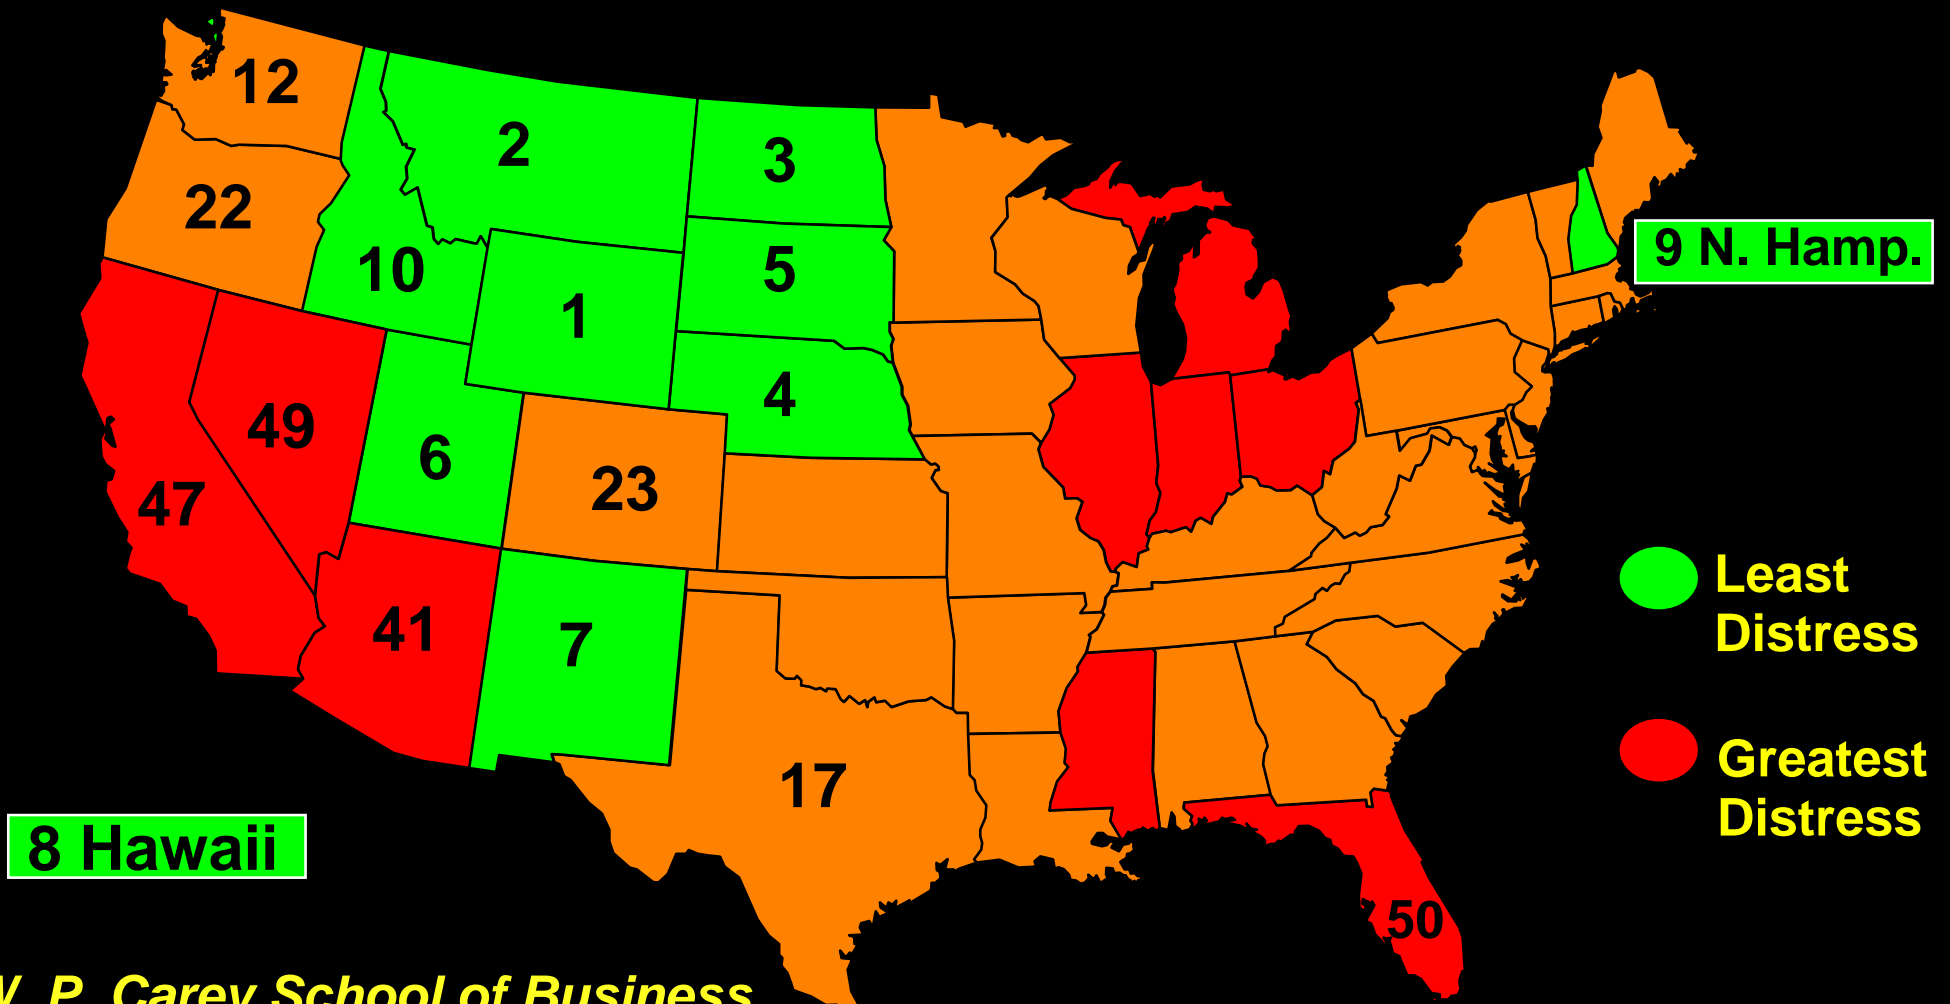 12
2
3
22
9 N. Hamp.
10
5
1
4
49
6
23
47
41
7
17
8 Hawaii
50
Least
Distress
Greatest
Distress
P. Carey School of Business